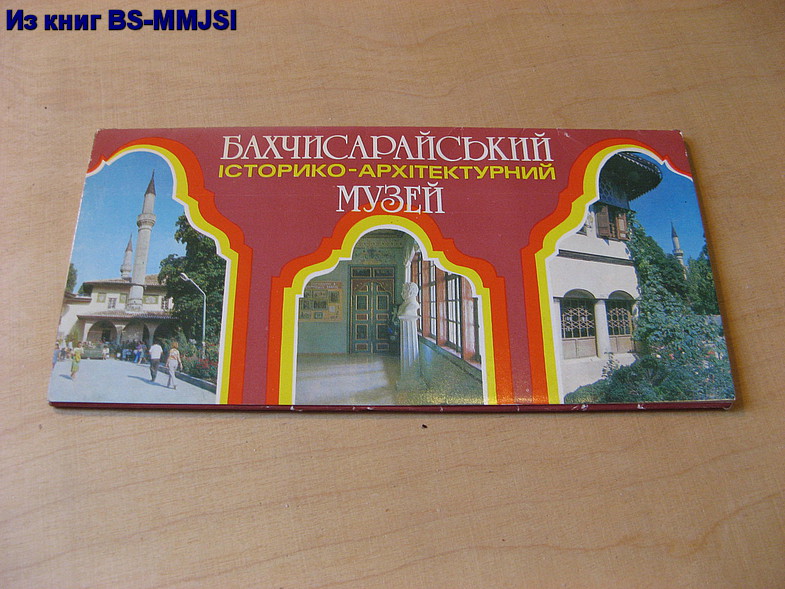 Из книг BS-MMJSI
БАХЧИСАРАЙСЬКИЙ
ІСТОРИКО-АРХІТЕКТУРНИЙ
МУЗЕЙ